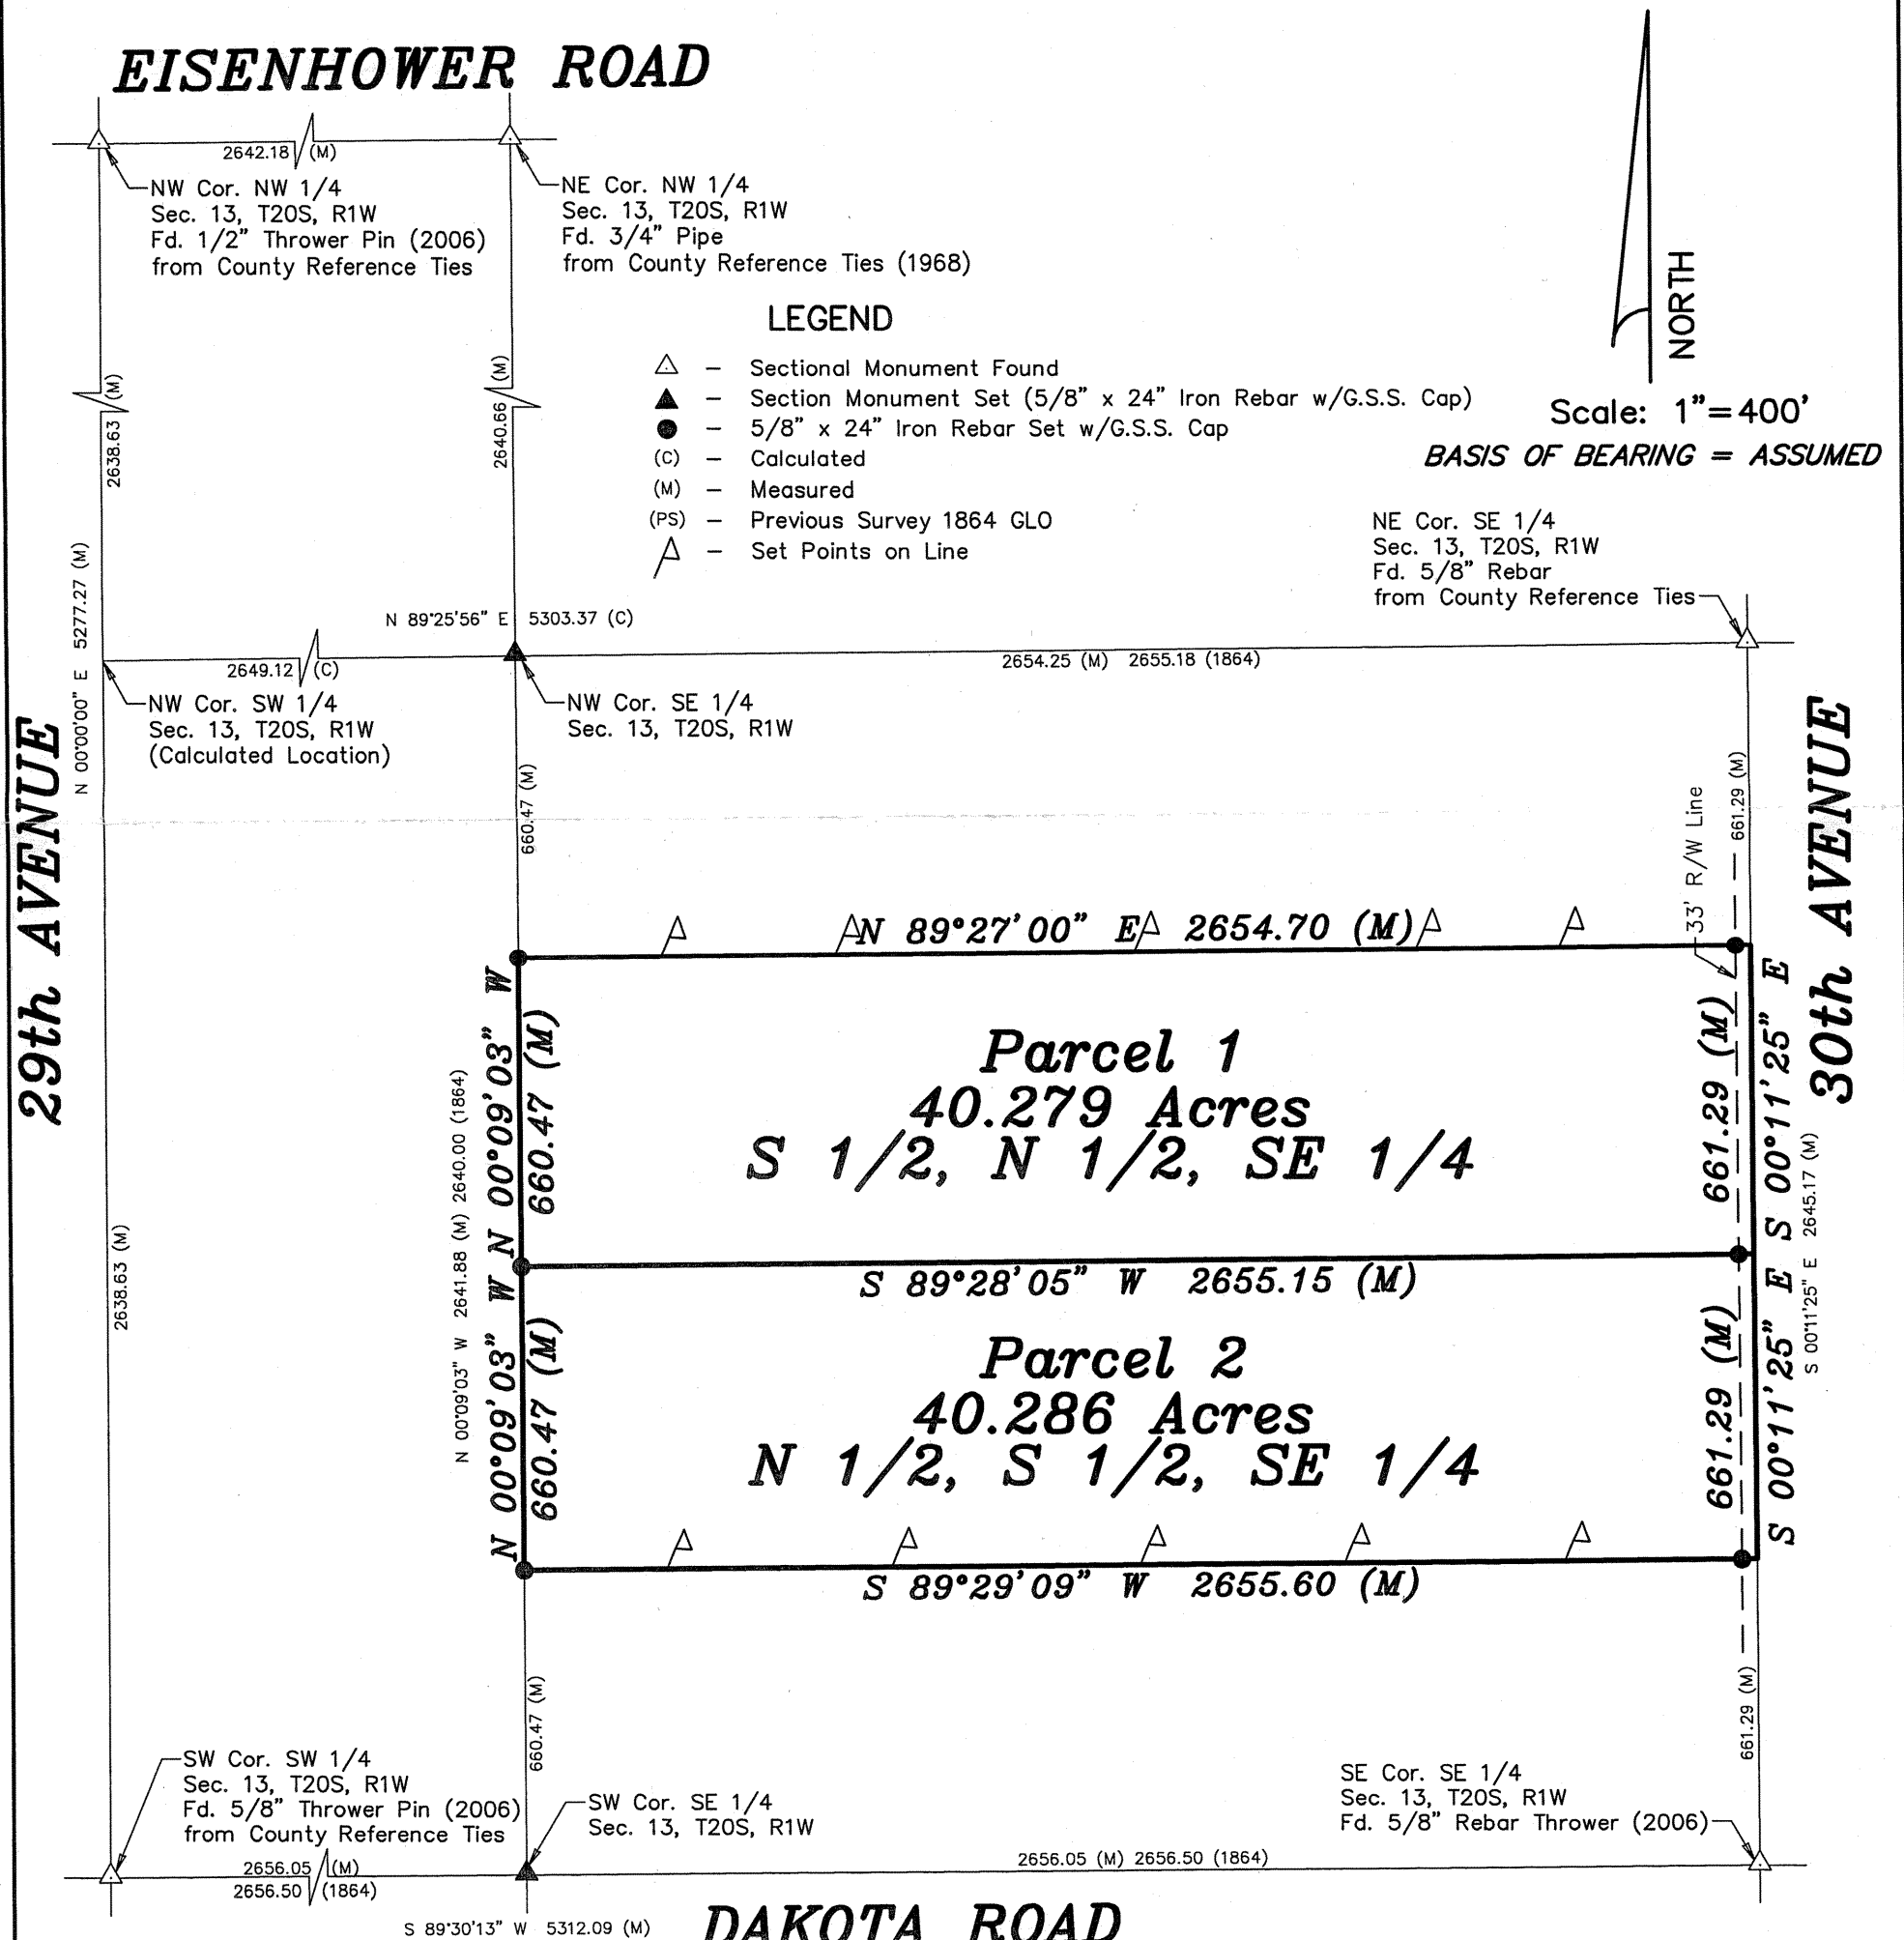 EISENHOWER ROAD
2642.18 (M)
NW Cor. NW 1/4
Sec. 13, T20S, R1W
Fd. 1/2" Thrower Pin (2006)
from County Reference Ties
NE Cor. NW 1/4
Sec. 13, T20S, R1W
Fd. 3/4" Pipe
from County Reference Ties (1968)
NORTH
Scale: 1"=400'
BASIS OF BEARING = ASSUMED
LEGEND
– Sectional Monument Found
– Section Monument Set (5/8" x 24" Iron Rebar w/G.S.S. Cap)
– 5/8" x 24" Iron Rebar Set w/G.S.S. Cap
(C) – Calculated
(M) – Measured
(PS) – Previous Survey 1864 GLO
– Set Points on Line
2638.63 (M)
2640.66 (M)
N 00°00'00" E 5277.27 (M)
NE Cor. SE 1/4
Sec. 13, T20S, R1W
Fd. 5/8" Rebar
from County Reference Ties
N 89°25'56" E 5303.37 (C)
2649.12 (C)
2654.25 (M) 2655.18 (1864)
NW Cor. SW 1/4
Sec. 13, T20S, R1W
(Calculated Location)
NW Cor. SE 1/4
Sec. 13, T20S, R1W
29th AVENUE
30th AVENUE
660.47 (M)
661.29 (M)
33' R/W Line
N 89°27'00" E 2654.70 (M)
N 00°09'03" W
660.47 (M)
Parcel 1
40.279 Acres
S 1/2, N 1/2, SE 1/4
661.29 (M)
S 00°11'25" E
N 00°09'03" W 2641.88 (M) 2640.00 (1864)
S 00°11'25" E 2645.17 (M)
2638.63 (M)
S 89°28'05" W 2655.15 (M)
N 00°09'03" W
660.47 (M)
Parcel 2
40.286 Acres
N 1/2, S 1/2, SE 1/4
661.29 (M)
S 00°11'25" E
S 89°29'09" W 2655.60 (M)
660.47 (M)
661.29 (M)
SW Cor. SW 1/4
Sec. 13, T20S, R1W
Fd. 5/8" Thrower Pin (2006)
from County Reference Ties
SW Cor. SE 1/4
Sec. 13, T20S, R1W
SE Cor. SE 1/4
Sec. 13, T20S, R1W
Fd. 5/8" Rebar Thrower (2006)
2656.05 (M)
2656.50 (1864)
2656.05 (M) 2656.50 (1864)
S 89°30'13" W 5312.09 (M)
DAKOTA ROAD